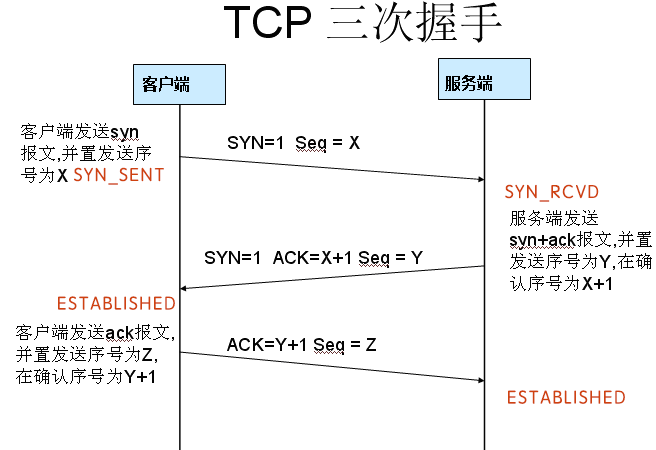 TCP 三次握手
客户端
服务端
客户端发送syn
报文,并置发送序
号为X SYN_SENT
SYN=1 Seq = X
SYN_RCVD
服务端发送
syn+ack报文,并置
发送序号为Y,在确
认序号为X+1
SYN=1 ACK=X+1 Seq = Y
ESTABLISHED
客户端发送ack报文,
并置发送序号为Z,
在确认序号为Y+1
ACK=Y+1 Seq = Z
ESTABLISHED